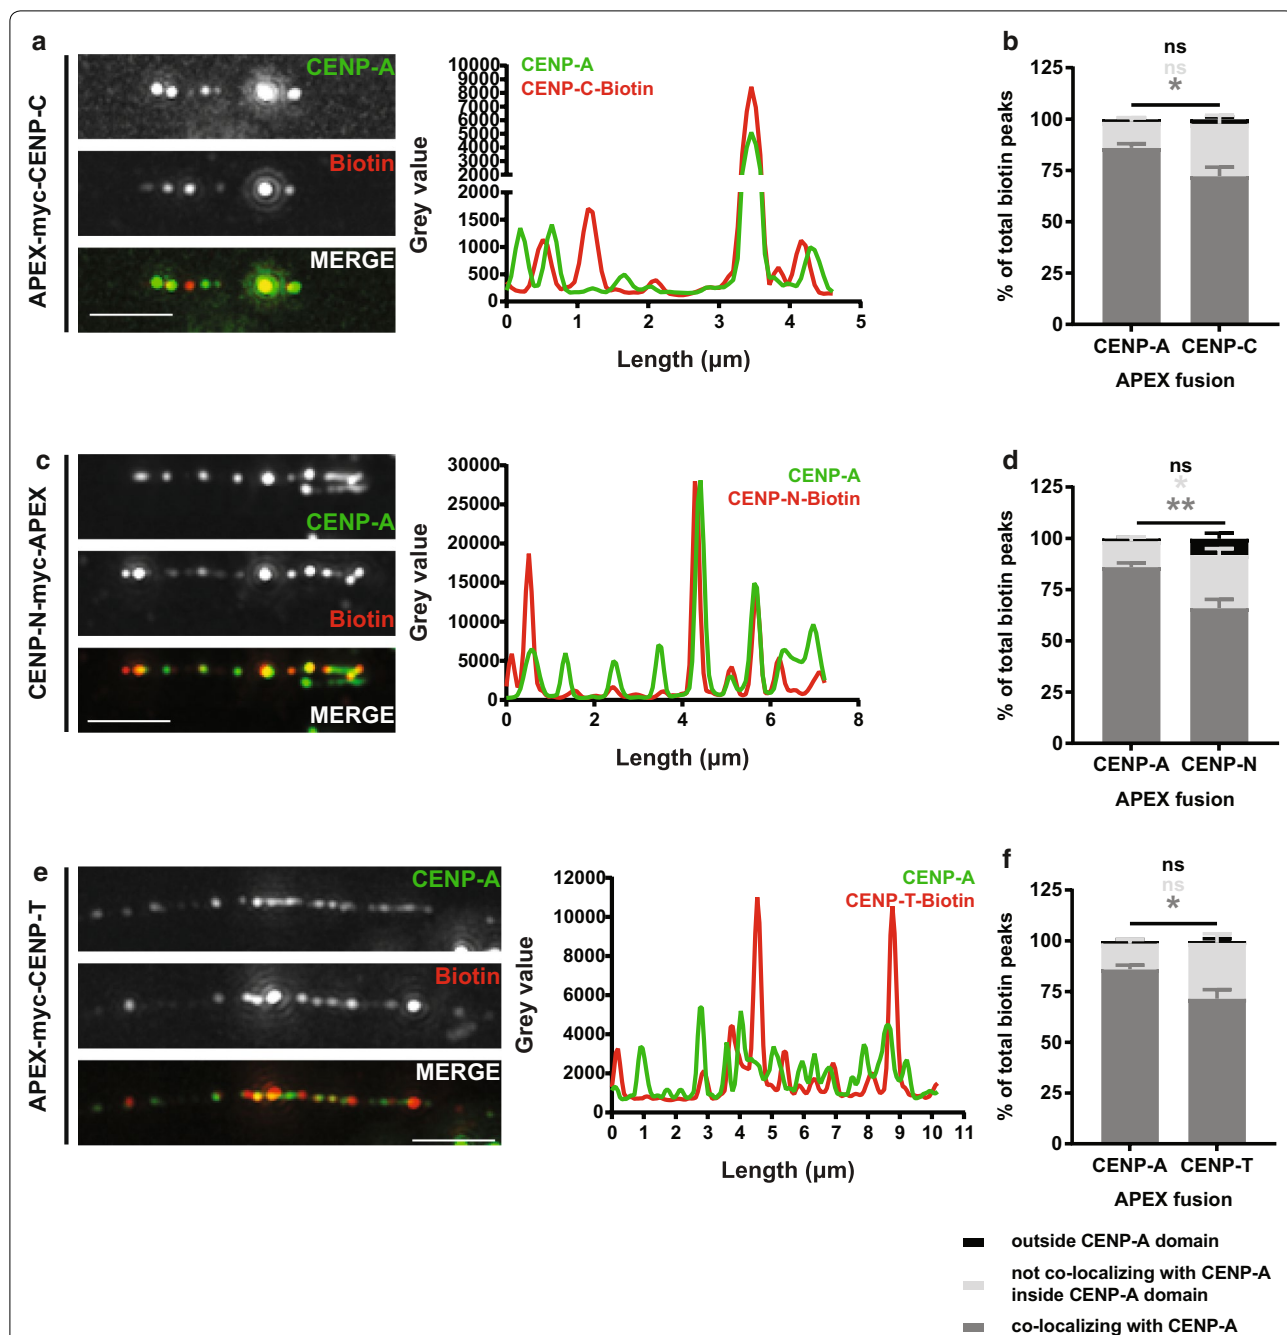 a
APEX-myc-CENP-C
CENP-A
Biotin
MERGE
Grey value
10000
9000
8000
7000
6000
5000
4000
3000
2000
2000
1500
1000
500
0
CENP-A
CENP-C-Biotin
0 1 2 3 4 5
Length (µm)
b
ns
ns
*
% of total biotin peaks
125
100
75
50
25
0
CENP-A CENP-C
APEX fusion
c
CENP-N-myc-APEX
CENP-A
Biotin
MERGE
Grey value
30000
25000
20000
15000
10000
5000
0
CENP-A
CENP-N-Biotin
0 2 4 6 8
Length (µm)
d
ns
*
**
% of total biotin peaks
125
100
75
50
25
0
CENP-A CENP-N
APEX fusion
e
APEX-myc-CENP-T
CENP-A
Biotin
MERGE
Grey value
12000
10000
8000
6000
4000
2000
0
CENP-A
CENP-T-Biotin
0 1 2 3 4 5 6 7 8 9 10 11
Length (µm)
f
ns
ns
*
% of total biotin peaks
125
100
75
50
25
0
CENP-A CENP-T
APEX fusion
outside CENP-A domain
not co-localizing with CENP-A
inside CENP-A domain
co-localizing with CENP-A